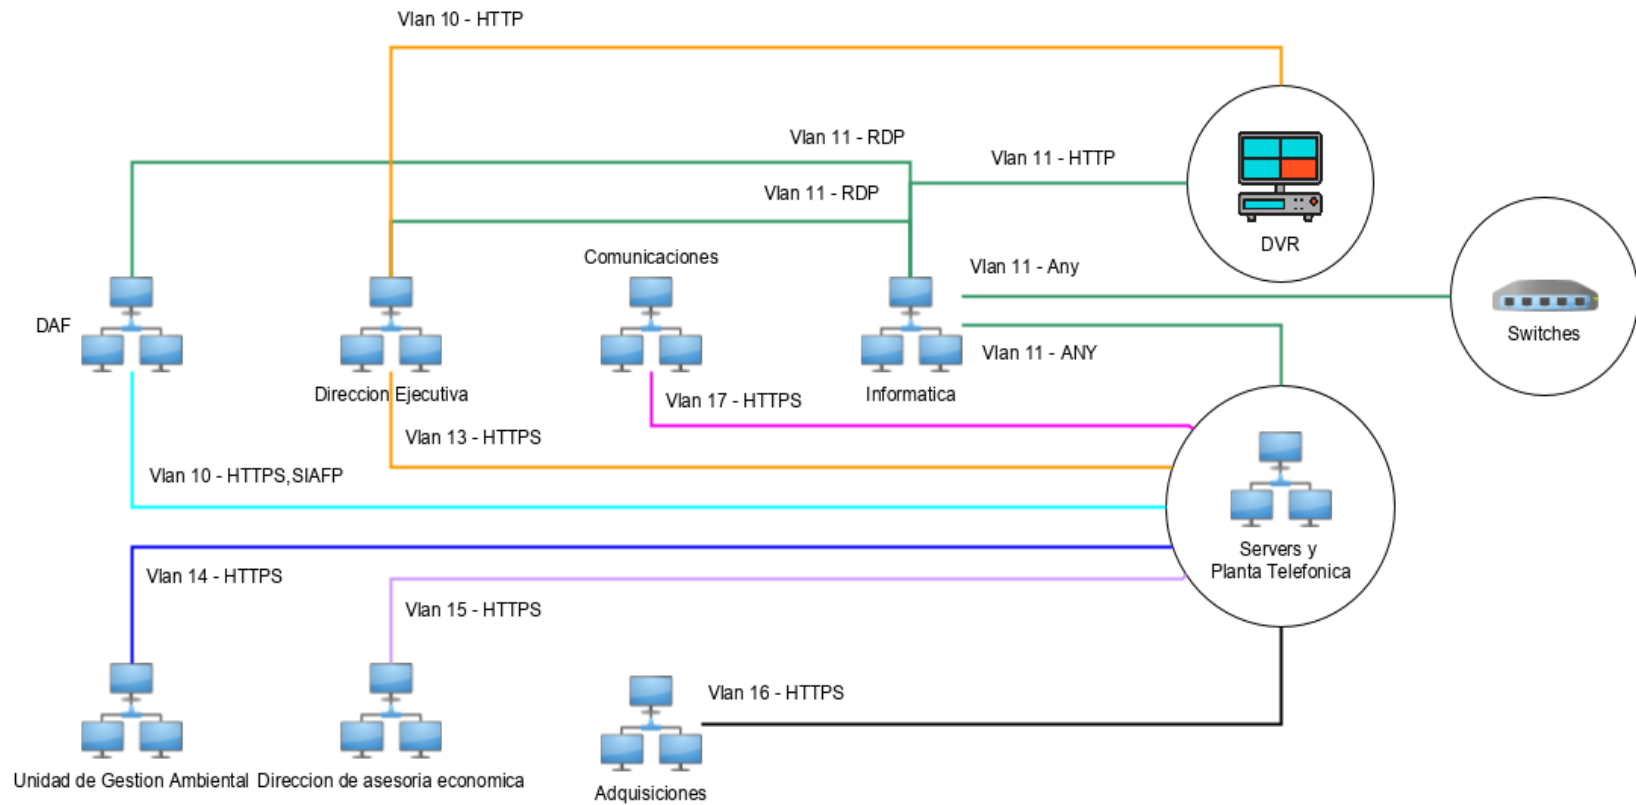 Vlan 10 - HTTP
Vlan 11 - RDP
Vlan 11 - HTTP
Vlan 11 - RDP
DVR
Comunicaciones
Vlan 11 - Any
DAF
Switches
Vlan 11 - ANY
Direccion Ejecutiva
Informatica
Vlan 17 - HTTPS
Vlan 13 - HTTPS
Vlan 10 - HTTPS,SIAFP
Servers y
Planta Telefonica
Vlan 14 - HTTPS
Vlan 15 - HTTPS
Vlan 16 - HTTPS
Unidad de Gestion Ambiental
Direccion de asesoria economica
Adquisiciones